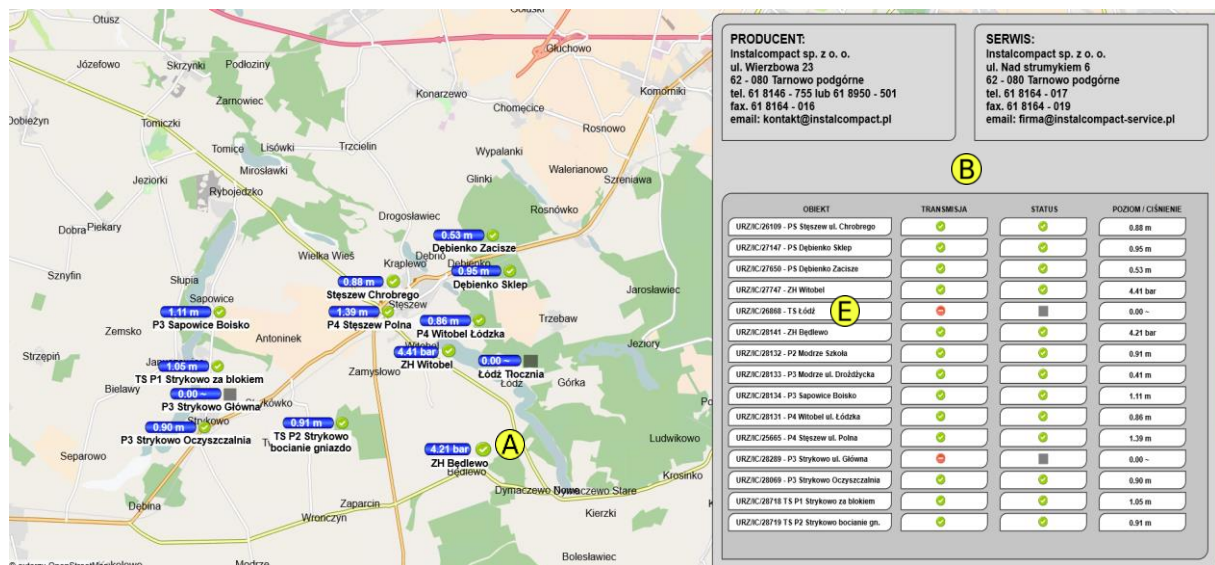 Otusz
Gołuski
Głuchowo
Józefowo
Skrzynki
Podłoziny
Konarzewo
Komorniki
Żarnowiec
Chomęcice
Dobieżyn
Tomiczki
Rosnowo
Tomice
Lisówki
Trzcielin
Wypalanki
Mirosławki
Walerianowo
Jeziorki
Glinki
Szreniawa
Rybojedzko
Rosnówko
Drogosławiec
Dobra
Piekary
0.53 m
Dębienko Zacisze
Wielka Wieś
Dębno
Krąplewo
Dębienko
0.95 m
Dębienko Sklep
Sznyfin
Słupia
0.88 m
Stęszew Chrobrego
Jarosławiec
Sapowice
Stęszew
1.11 m
P3 Sapowice Boisko
1.39 m
P4 Stęszew Polna
0.86 m
P4 Witobel Łódzka
Trzebaw
Zemsko
Antoninek
Witobel
4.41 bar
ZH Witobel
Jeziory
Strzępiń
1.05 m
TS P1 Strykowo za blokiem
0.00 ~
Łódź Tłocznia
Łódź
Zamysłowo
Górka
Bielawy
0.00 ~
P3 Strykowo Główna
Strykowo
0.90 m
P3 Strykowo Oczyszczalnia
0.91 m
TS P2 Strykowo
bocianie gniazdo
A
Ludwikowo
Separowo
4.21 bar
ZH Będlewo
Będlewo
Krosinko
Dębina
Zaparcin
Dymaczewo Nowe
Dymaczewo Stare
Wronczyn
Kierzki
Bolesławiec
Modrze
PRODUCENT:
Instalcompact sp. z o. o.
ul. Wierzbowa 23
62 - 080 Tarnowo podgórne
tel. 61 8146 - 755 lub 61 8950 - 501
fax. 61 8164 - 016
email: kontakt@instalcompact.pl
SERWIS:
Instalcompact sp. z o. o.
ul. Nad strumykiem 6
62 - 080 Tarnowo podgórne
tel. 61 8164 - 017
fax. 61 8164 - 019
email: firma@instalcompact-service.pl
B
OBIEKT TRANSMISJA STATUS POZIOM / CIŚNIENIE
URZ/IC/26109 - PS Stęszew ul. Chrobrego 0.88 m
URZ/IC/27147 - PS Dębienko Sklep 0.95 m
URZ/IC/27650 - PS Dębienko Zacisze 0.53 m
URZ/IC/27747 - ZH Witobel 4.41 bar
URZ/IC/26868 - TS Łódź E 0.00 ~
URZ/IC/28141 - ZH Będlewo 4.21 bar
URZ/IC/28132 - P2 Modrze Szkoła 0.91 m
URZ/IC/28133 - P3 Modrze ul. Drożdżycka 0.41 m
URZ/IC/28134 - P3 Sapowice Boisko 1.11 m
URZ/IC/28131 - P4 Witobel ul. Łódzka 0.86 m
URZ/IC/25665 - P4 Stęszew ul. Polna 1.39 m
URZ/IC/28289 - P3 Strykowo ul. Główna 0.00 ~
URZ/IC/28069 - P3 Strykowo Oczyszczalnia 0.90 m
URZ/IC/28718 TS P1 Strykowo za blokiem 1.05 m
URZ/IC/28719 TS P2 Strykowo bocianie gn. 0.91 m